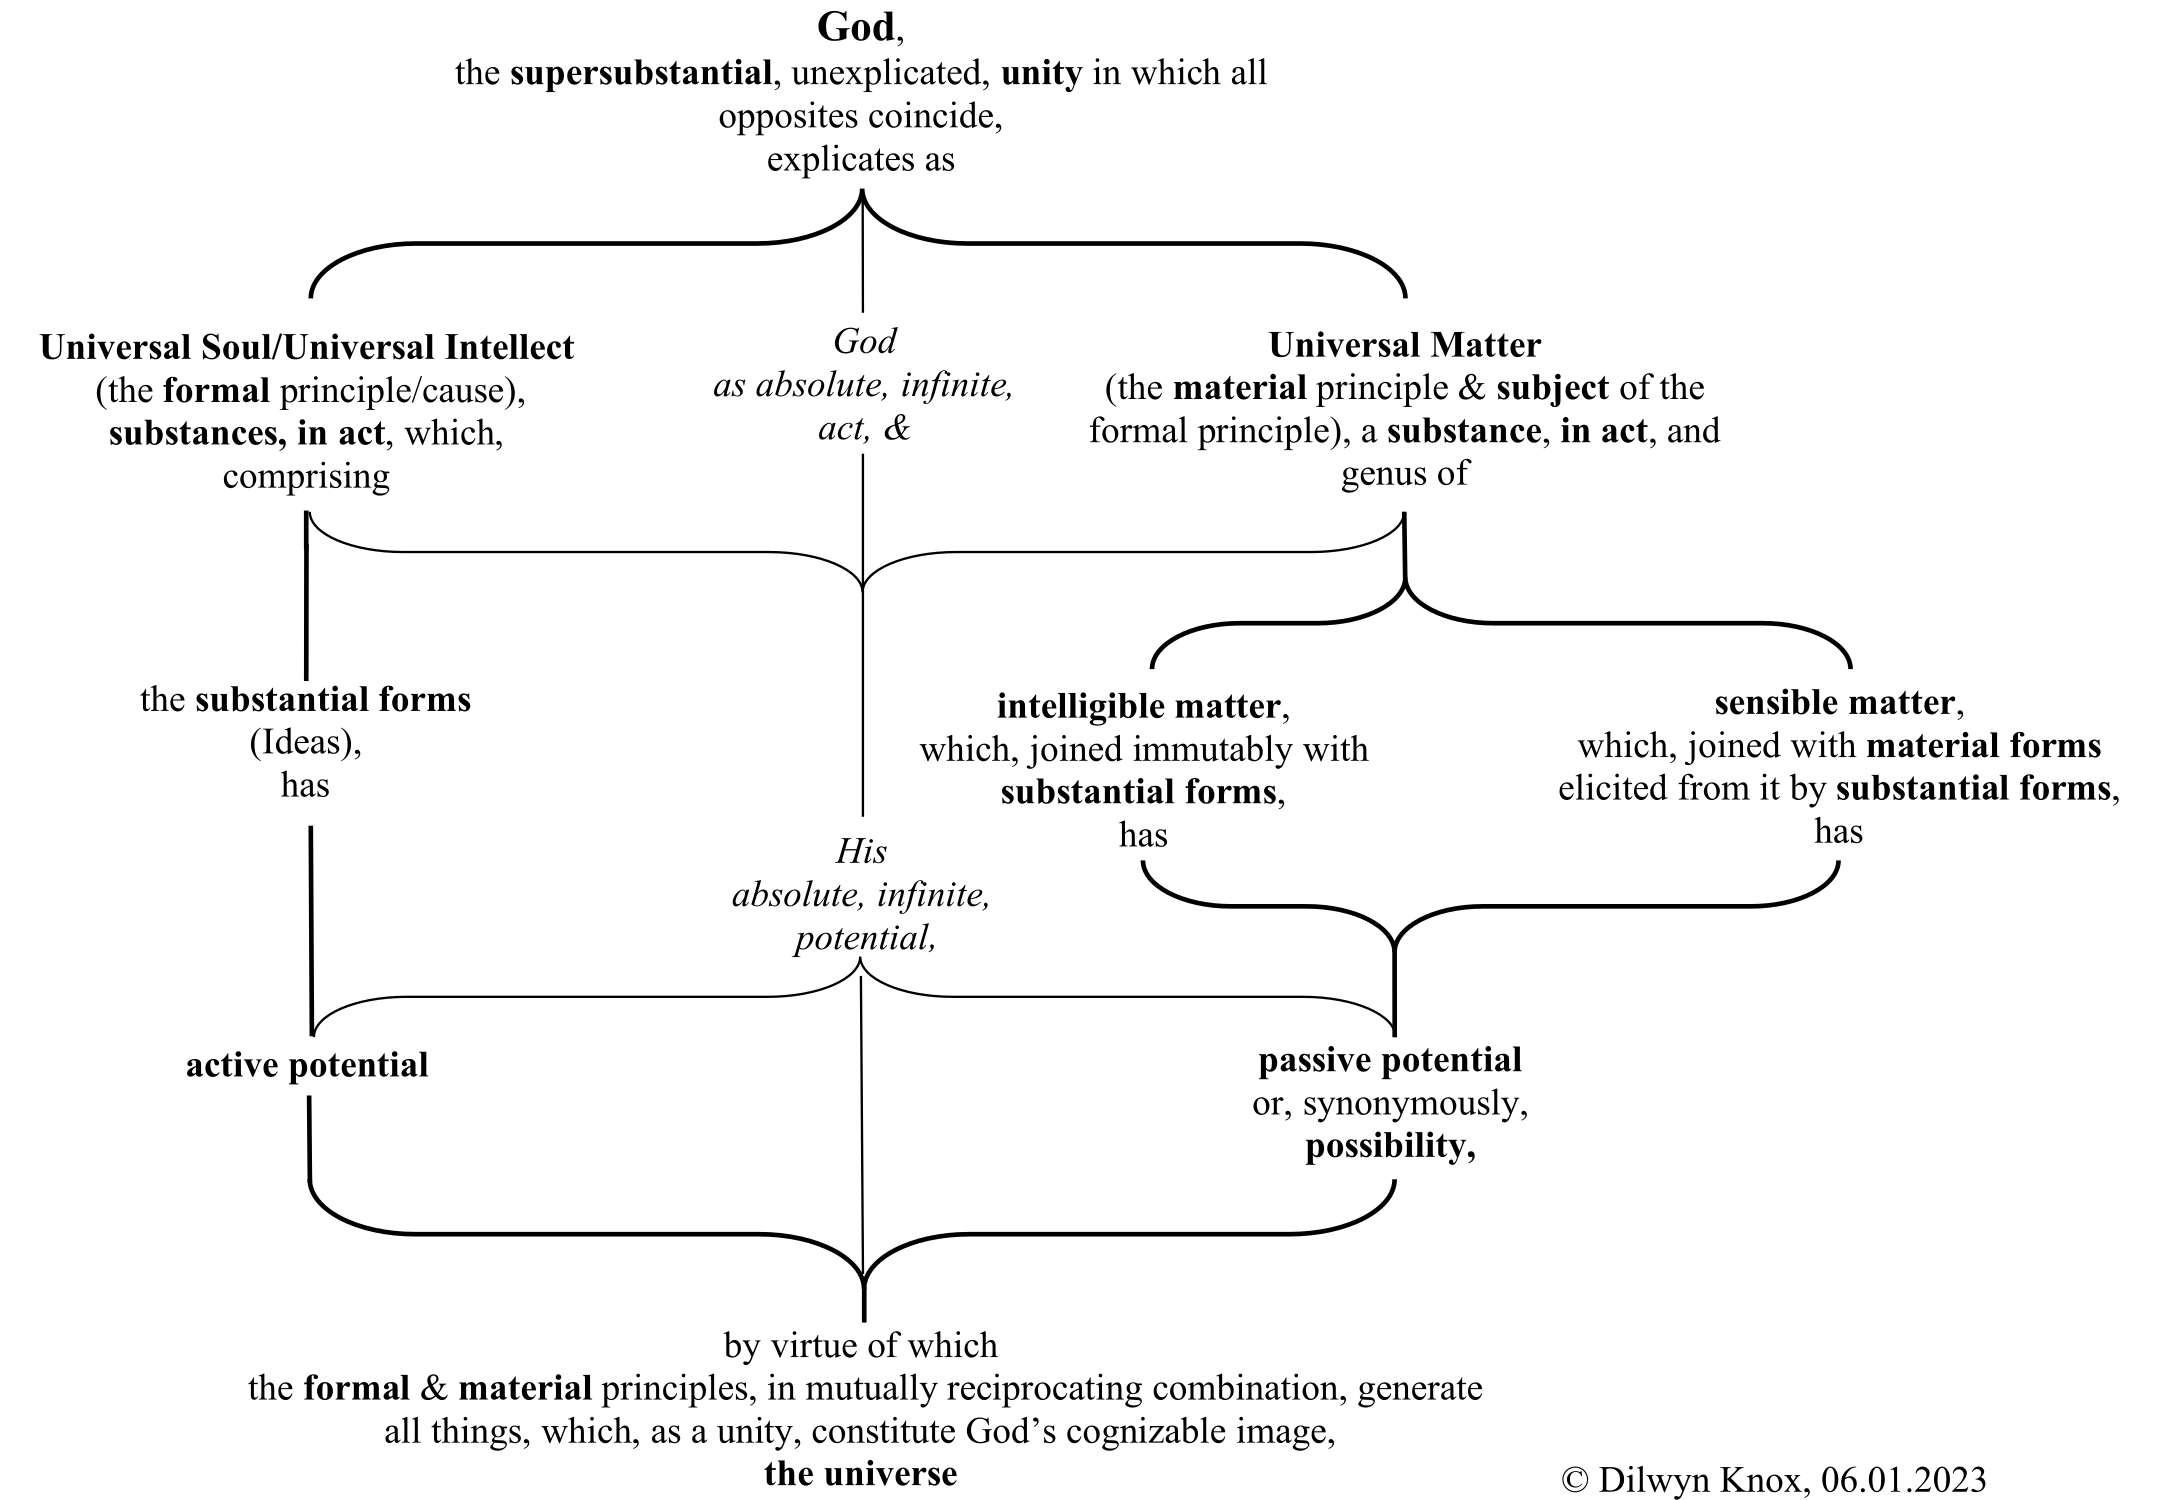 God,
the supersubstantial, unexplicated, unity in which all
opposites coincide,
explicates as
Universal Soul/Universal Intellect
(the formal principle/cause),
substances, in act, which,
comprising
God
as absolute, infinite,
act, &
Universal Matter
(the material principle & subject of the
formal principle), a substance, in act, and
genus of
the substantial forms
(Ideas),
has
intelligible matter,
which, joined immutably with
substantial forms,
has
sensible matter,
which, joined with material forms
elicited from it by substantial forms,
has
His
absolute, infinite,
potential,
active potential
passive potential
or, synonymously,
possibility,
by virtue of which
the formal & material principles, in mutually reciprocating combination, generate
all things, which, as a unity, constitute God’s cognizable image,
the universe
© Dilwyn Knox, 06.01.2023